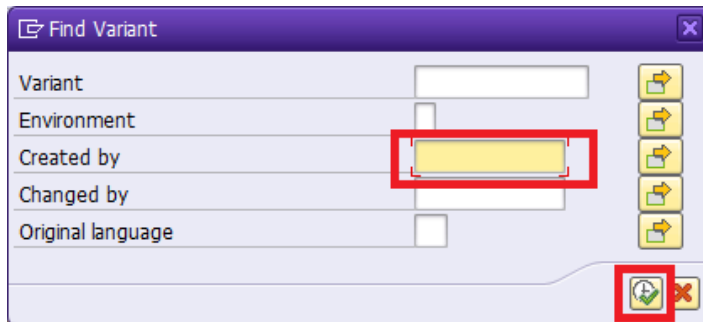 Find Variant
Variant
Environment
Created by
Changed by
Original language